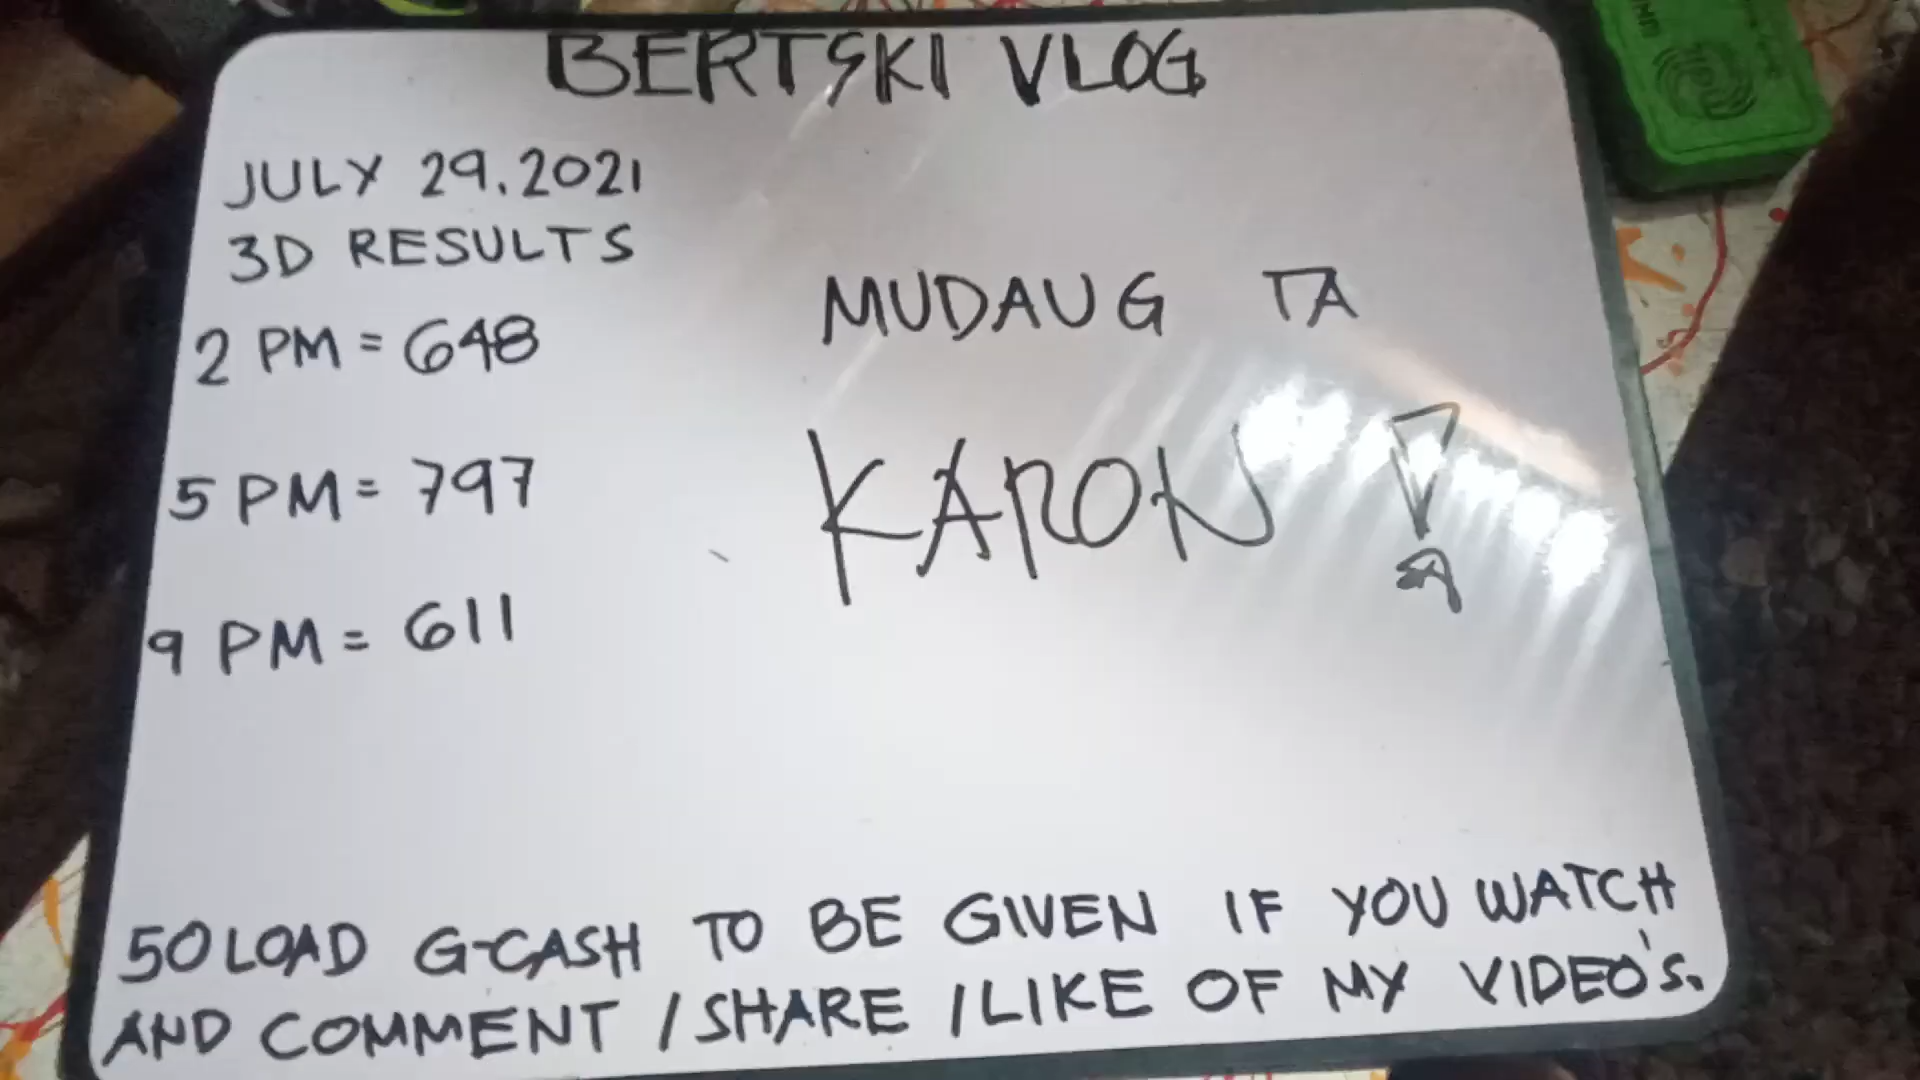 BERTSKI VLOG
JULY 29, 2021
3D RESULTS
2 PM = 648
5 PM = 797
9 PM = 611
MUDAUG TA
KARON !
50 LOAD G-CASH TO BE GIVEN IF YOU WATCH
AND COMMENT / SHARE / LIKE OF MY VIDEO'S.